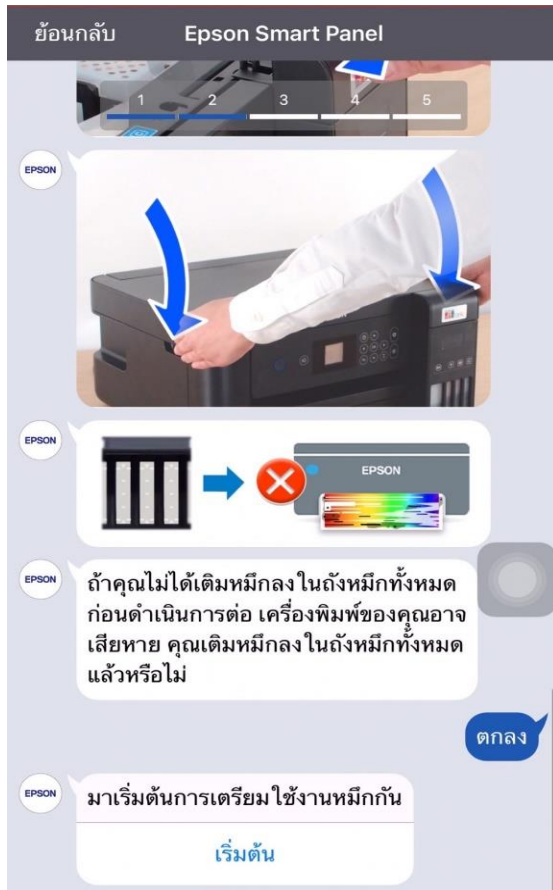 ย้อนกลับ Epson Smart Panel
1 2 3 4 5
EPSON
EPSON
EPSON
EPSON
ถ้าคุณไม่ได้เติมหมึกลงในถังหมึกทั้งหมด
ก่อนดำเนินการต่อ เครื่องพิมพ์ของคุณอาจ
เสียหาย คุณเติมหมึกลงในถังหมึกทั้งหมด
แล้วหรือไม่
ตกลง
EPSON
มาเริ่มต้นการเตรียมใช้งานหมึกกัน
เริ่มต้น